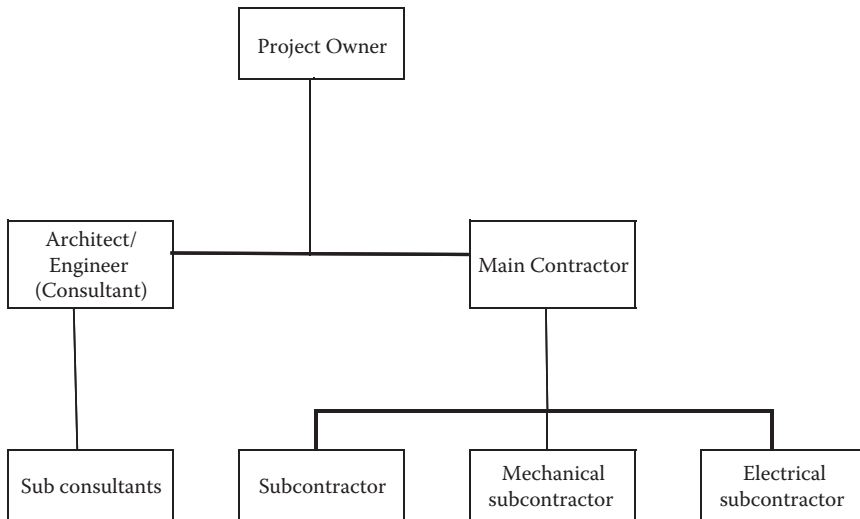 Project Owner
Architect/
Engineer
(Consultant)
Main Contractor
Sub consultants
Subcontractor
Mechanical
subcontractor
Electrical
subcontractor